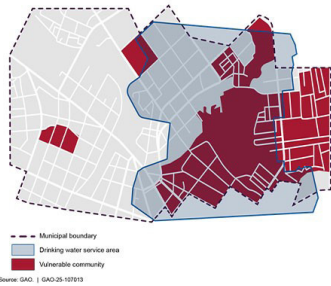 Municipal boundary
Drinking water service area
Vulnerable community
Source: GAO. | GAO-25-107013